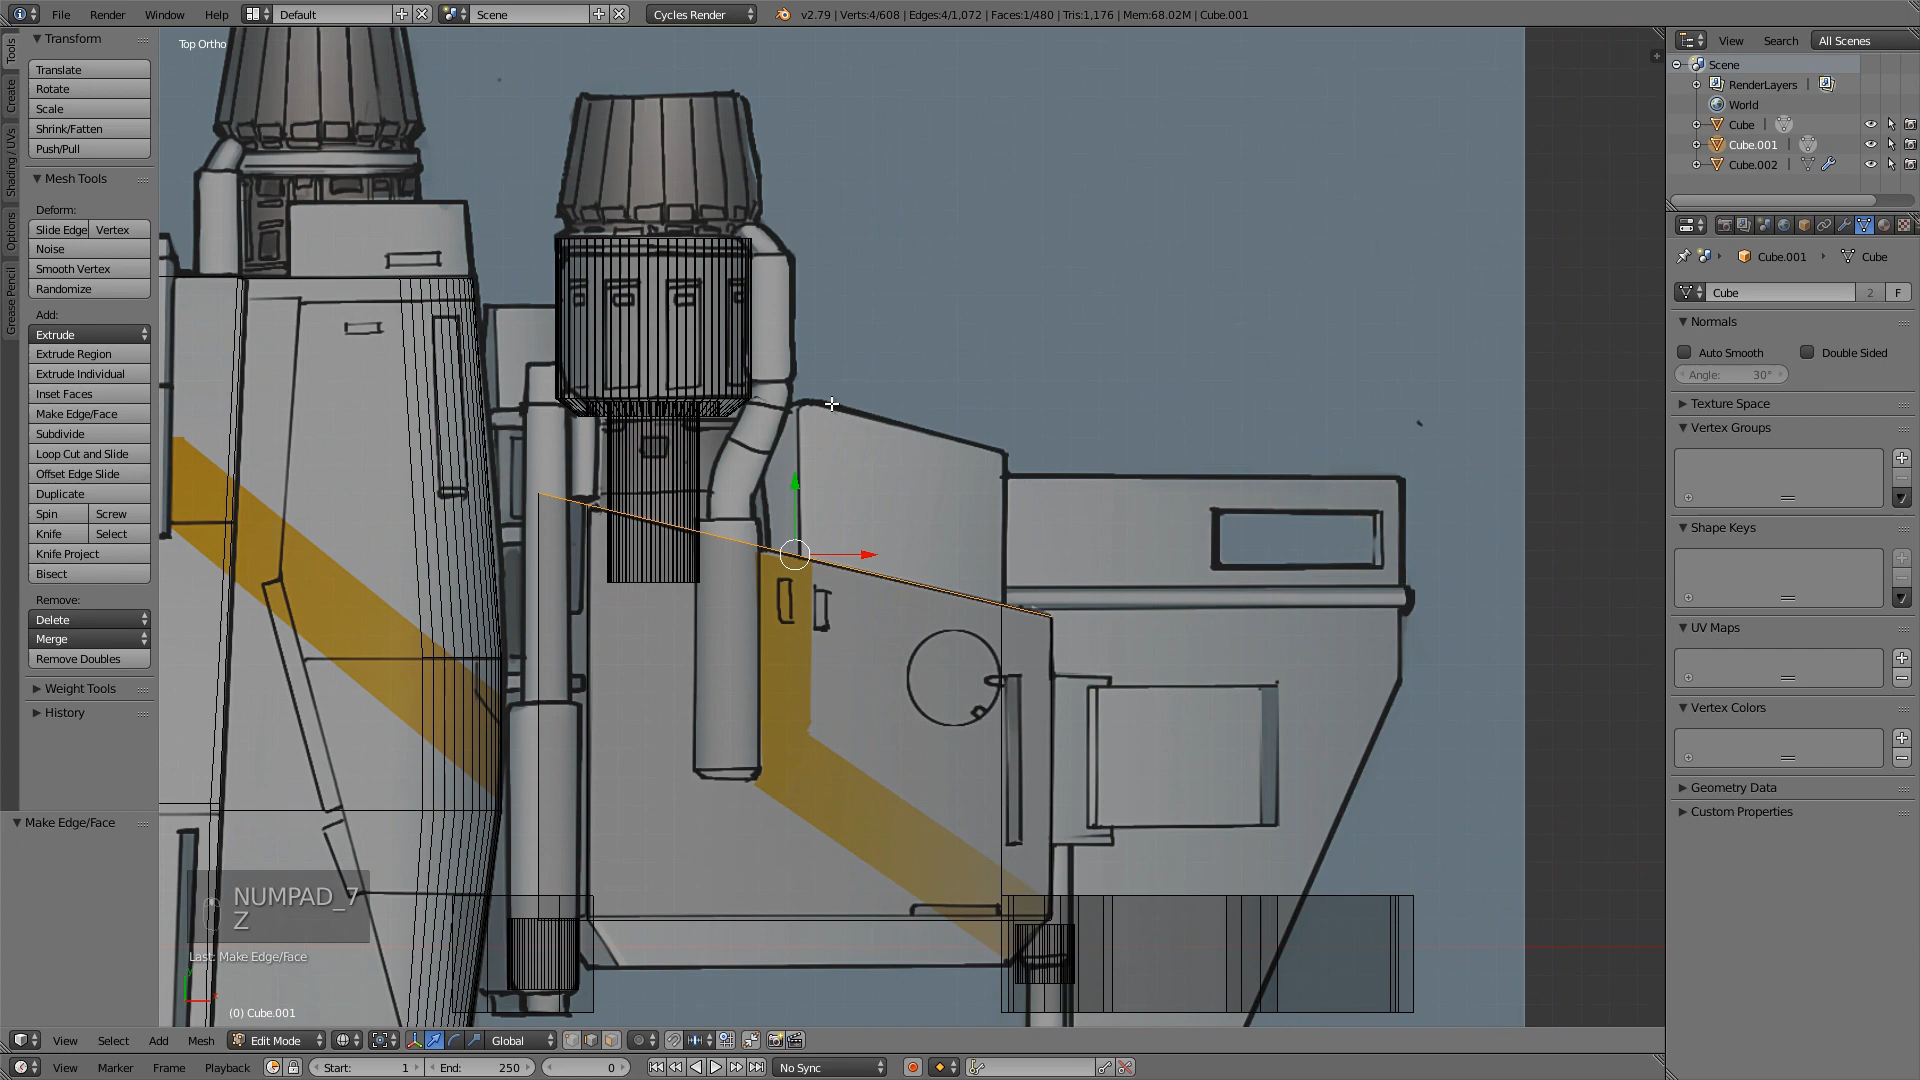 File Render Window Help Default Scene Cycles Render v2.79 | Verts:4/608 | Edges:4/1,072 | Faces:1/480 | Tris:1,176 | Mem:68.02M | Cube.001
Tools
Create
Shading / UVs
Options
Grease Pencil
Transform
Translate
Rotate
Scale
Shrink/Fatten
Push/Pull
Mesh Tools
Deform:
Slide Edge Vertex
Noise
Smooth Vertex
Randomize
Add:
Extrude
Extrude Region
Extrude Individual
Inset Faces
Make Edge/Face
Subdivide
Loop Cut and Slide
Offset Edge Slide
Duplicate
Spin Screw
Knife Select
Knife Project
Bisect
Remove:
Delete
Merge
Remove Doubles
Weight Tools
History
Make Edge/Face
Top Ortho
NUMPAD_7
Z
Last: Make Edge/Face
(0) Cube.001
View Select Add Mesh Edit Mode Global
View Marker Frame Playback Start: 1 End: 250 0 No Sync
View Search All Scenes
Scene
RenderLayers |
World
Cube |
Cube.001 |
Cube.002 |
Cube.001 Cube
Cube 2 F
Normals
Auto Smooth Double Sided
Angle: 30°
Texture Space
Vertex Groups
Shape Keys
UV Maps
Vertex Colors
Geometry Data
Custom Properties